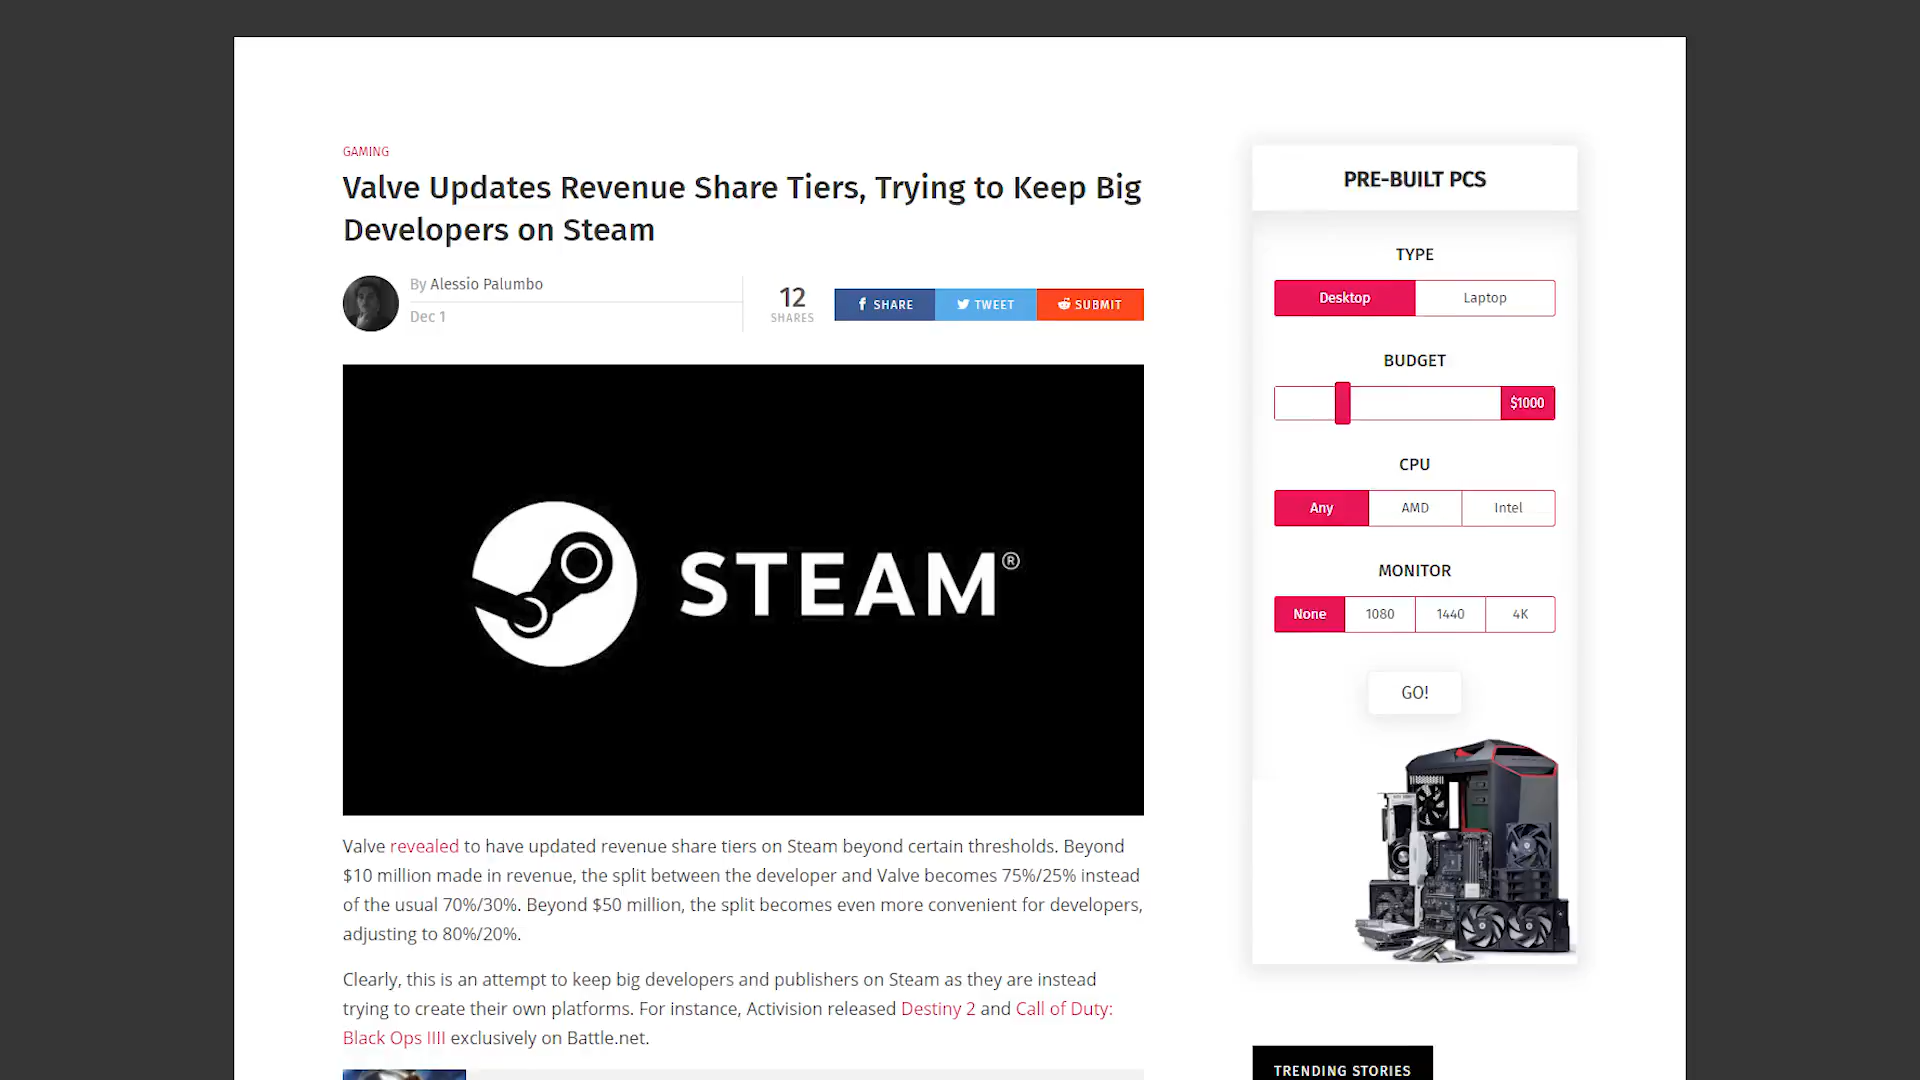 GAMING
Valve Updates Revenue Share Tiers, Trying to Keep Big
Developers on Steam
By Alessio Palumbo
Dec 1
12
SHARES
SHARE
TWEET
SUBMIT
STEAM®
Valve revealed to have updated revenue share tiers on Steam beyond certain thresholds. Beyond
$10 million made in revenue, the split between the developer and Valve becomes 75%/25% instead
of the usual 70%/30%. Beyond $50 million, the split becomes even more convenient for developers,
adjusting to 80%/20%.
Clearly, this is an attempt to keep big developers and publishers on Steam as they are instead
trying to create their own platforms. For instance, Activision released Destiny 2 and Call of Duty:
Black Ops IIII exclusively on Battle.net.
PRE-BUILT PCS
TYPE
Desktop
Laptop
BUDGET
$1000
CPU
Any
AMD
Intel
MONITOR
None
1080
1440
4K
GO!
TRENDING STORIES